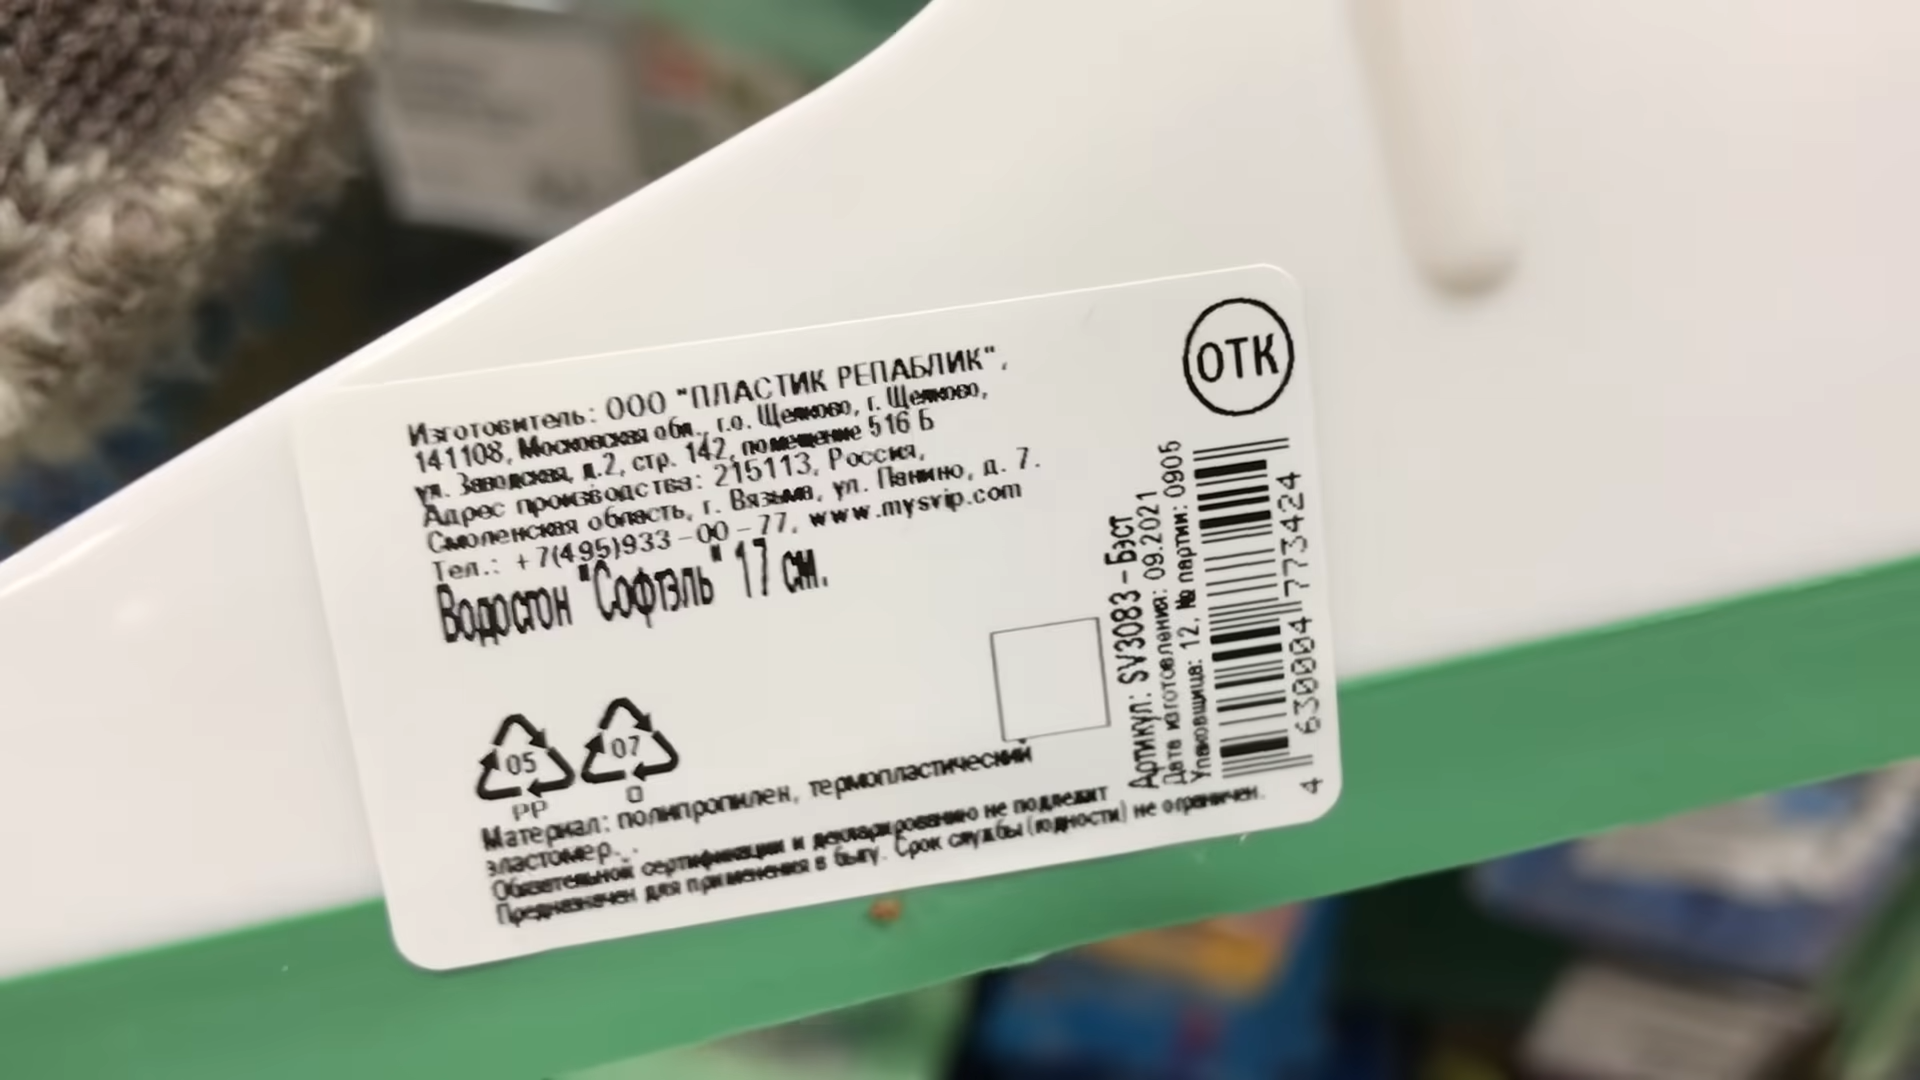 Изготовитель: ООО "ПЛАСТИК РЕПАБЛИК",
141108, Московская обл., г.о. Щелково, г. Щелково,
ул. Заводская, д.2, стр. 142, помещение 516 Б
Адрес производства: 215113, Россия,
Смоленская область, г. Вязьма, ул. Панино, д. 7.
Тел.: +7(495)933-00-77, www.mysvip.com
Водосгон "Софтэль" 17 см.
05
PP
07
O
Материал: полипропилен, термопластический
эластомер.
Обязательной сертификации и декларированию не подлежит
Предназначен для применения в быту. Срок службы (годности) не ограничен.
ОТК
Артикул: SV3083 - Бэст
Дата изготовления: 09.2021
Упаковщица: 12, № партии: 0905
4 630004 773424